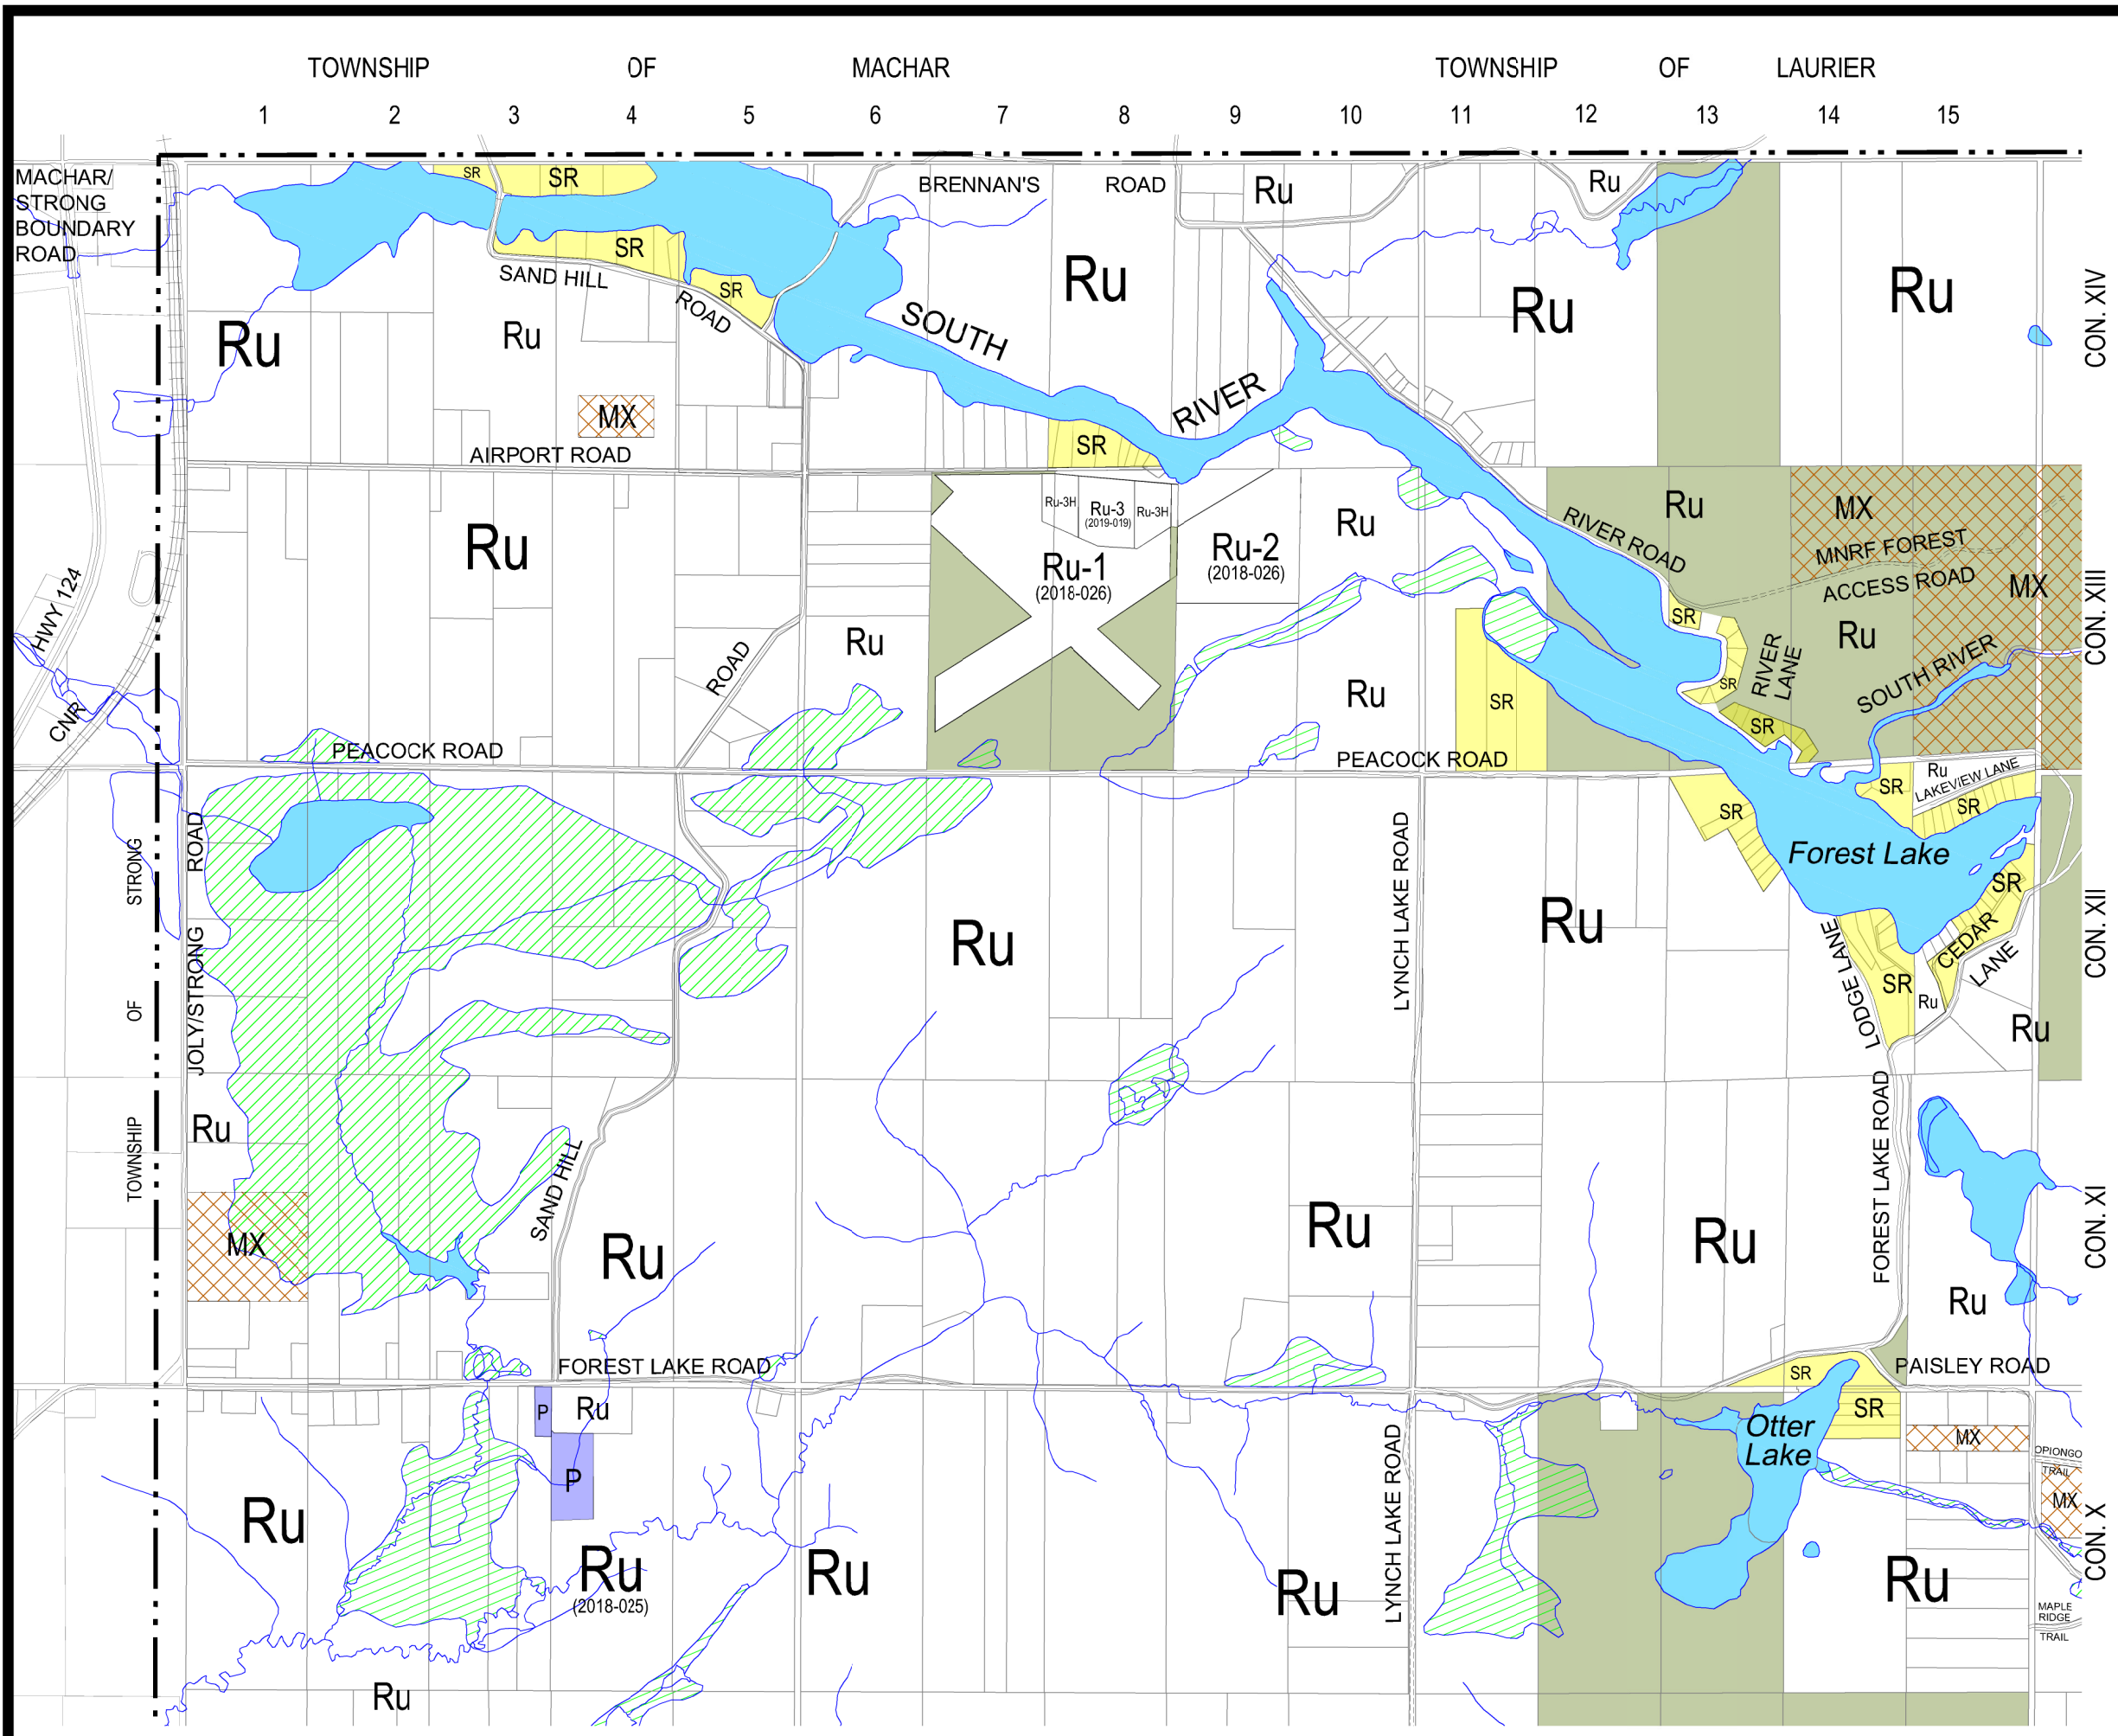 TOWNSHIP OF MACHAR TOWNSHIP OF LAURIER
1 2 3 4 5 6 7 8 9 10 11 12 13 14 15
MACHAR/
STRONG
BOUNDARY
ROAD
SR
SR
BRENNAN'S ROAD
Ru
Ru
SR
SAND HILL
ROAD
SR
Ru
Ru
Ru
CON. XIV
SOUTH
RIVER
Ru
Ru
MX
SR
AIRPORT ROAD
Ru-3H
Ru-3
(2019-019)
Ru-3H
Ru
Ru
MX
RIVER ROAD
MNRF FOREST
ACCESS ROAD
MX
CON. XIII
Ru
Ru-1
(2018-026)
Ru-2
(2018-026)
HWY 124
CNR
ROAD
Ru
Ru
SR
SR
SR
RIVER
LANE
Ru
SOUTH RIVER
SR
PEACOCK ROAD
PEACOCK ROAD
SR
Ru
LAKEVIEW LANE
SR
SR
Forest Lake
SR
TOWNSHIP OF STRONG
JOLY/STRONG ROAD
LYNCH LAKE ROAD
Ru
Ru
CEDAR
LANE
LODGE LANE
SR
Ru
Ru
CON. XII
Ru
SAND HILL
MX
Ru
Ru
Ru
FOREST LAKE ROAD
Ru
CON. XI
FOREST LAKE ROAD
SR
PAISLEY ROAD
P
Ru
P
SR
Otter
Lake
MX
OPIONGO
TRAIL
MX
LYNCH LAKE ROAD
Ru
Ru
(2018-025)
Ru
Ru
Ru
CON. X
MAPLE
RIDGE
TRAIL
Ru